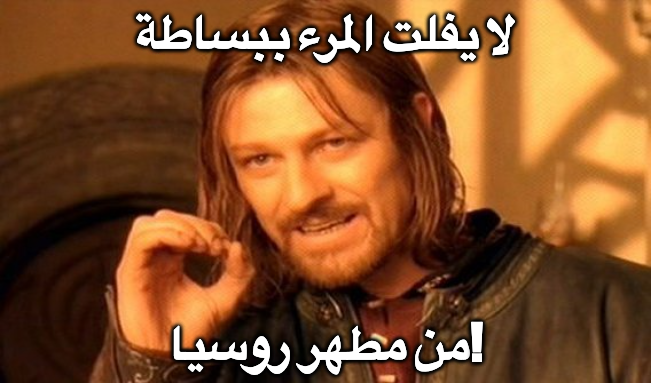 لا يفلت المرء ببساطة
من مطهر روسيا!